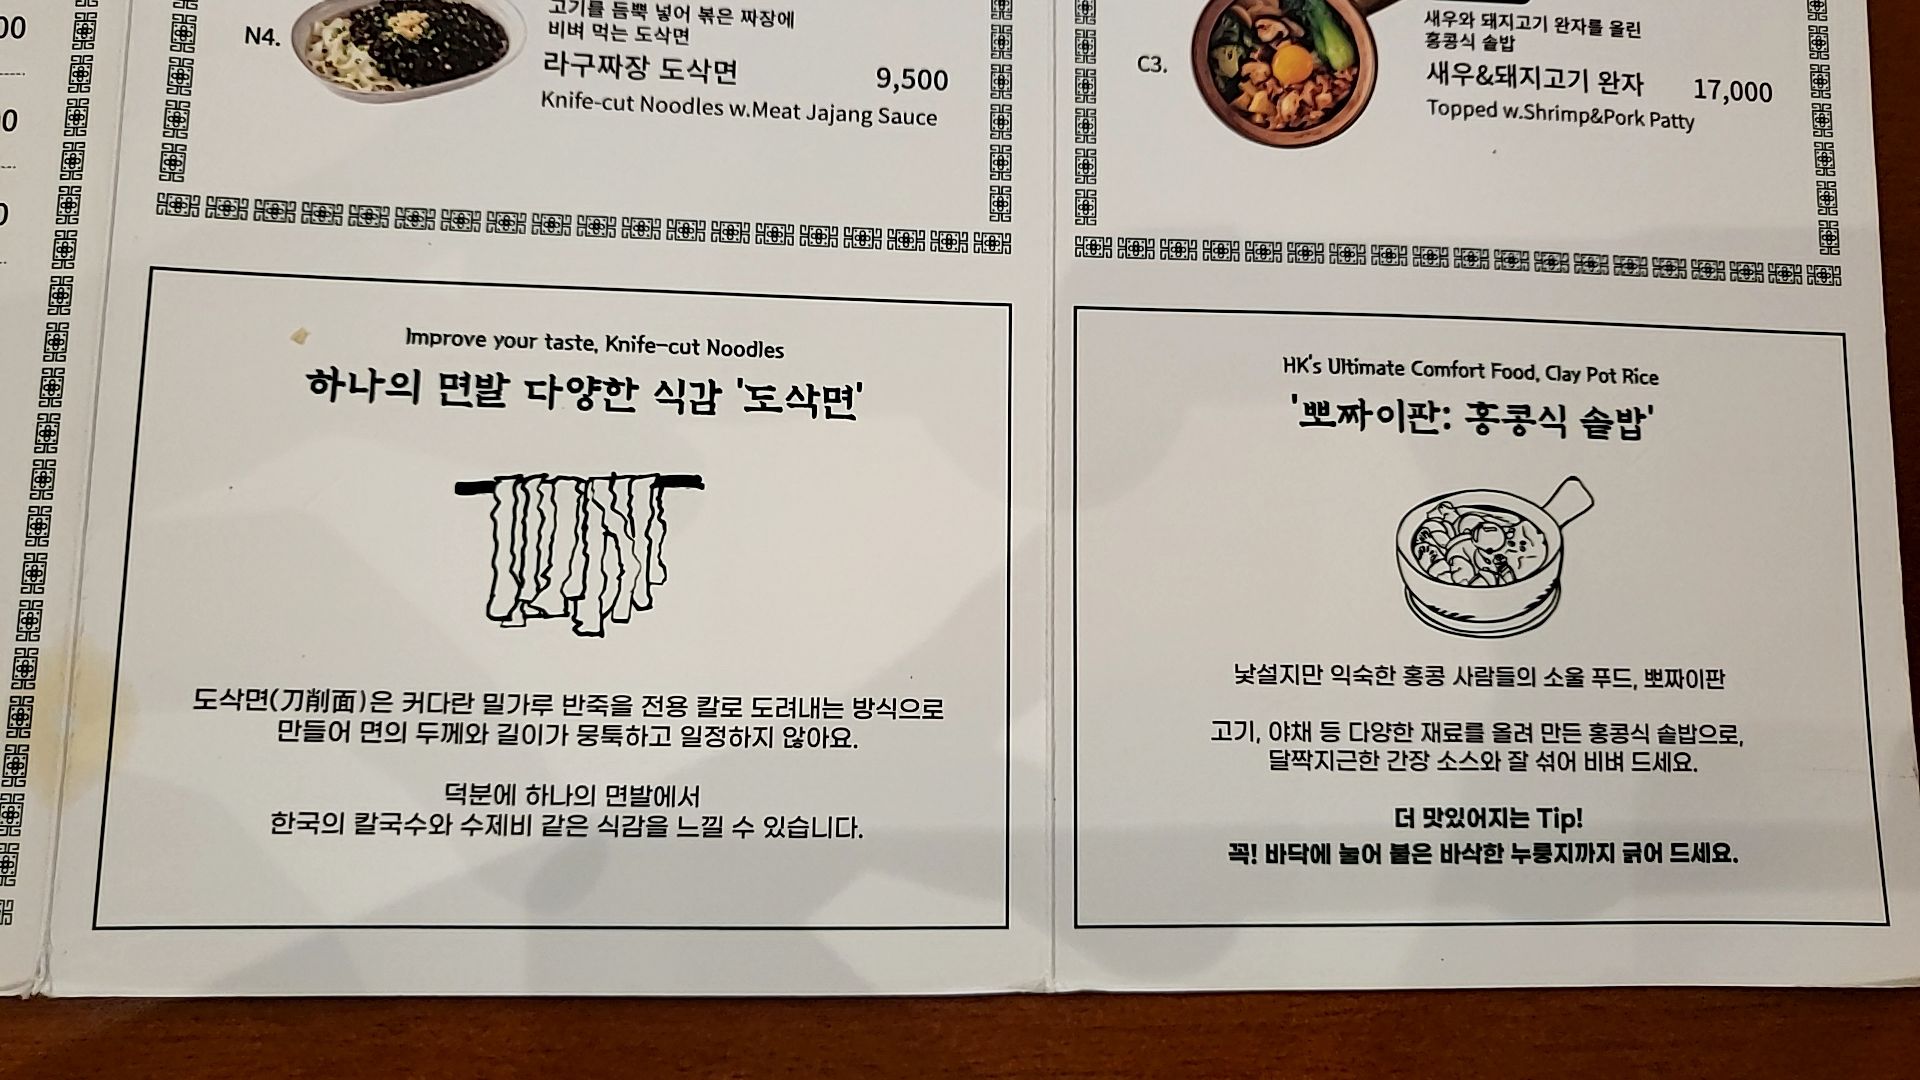 00
00
0
N4.
고기를 듬뿍 넣어 볶은 짜장에
비벼 먹는 도삭면
라구짜장 도삭면 9,500
Knife-cut Noodles w.Meat Jajang Sauce
C3.
새우와 돼지고기 완자를 올린
홍콩식 솥밥
새우&돼지고기 완자 17,000
Topped w.Shrimp&Pork Patty
Improve your taste, Knife-cut Noodles
하나의 면발 다양한 식감 '도삭면'
도삭면(刀削面)은 커다란 밀가루 반죽을 전용 칼로 도려내는 방식으로
만들어 면의 두께와 길이가 뭉툭하고 일정하지 않아요.
덕분에 하나의 면발에서
한국의 칼국수와 수제비 같은 식감을 느낄 수 있습니다.
HK's Ultimate Comfort Food, Clay Pot Rice
'뽀짜이판: 홍콩식 솥밥'
낯설지만 익숙한 홍콩 사람들의 소울 푸드, 뽀짜이판
고기, 야채 등 다양한 재료를 올려 만든 홍콩식 솥밥으로,
달짝지근한 간장 소스와 잘 섞어 비벼 드세요.
더 맛있어지는 Tip!
꼭! 바닥에 눌어 붙은 바삭한 누룽지까지 긁어 드세요.